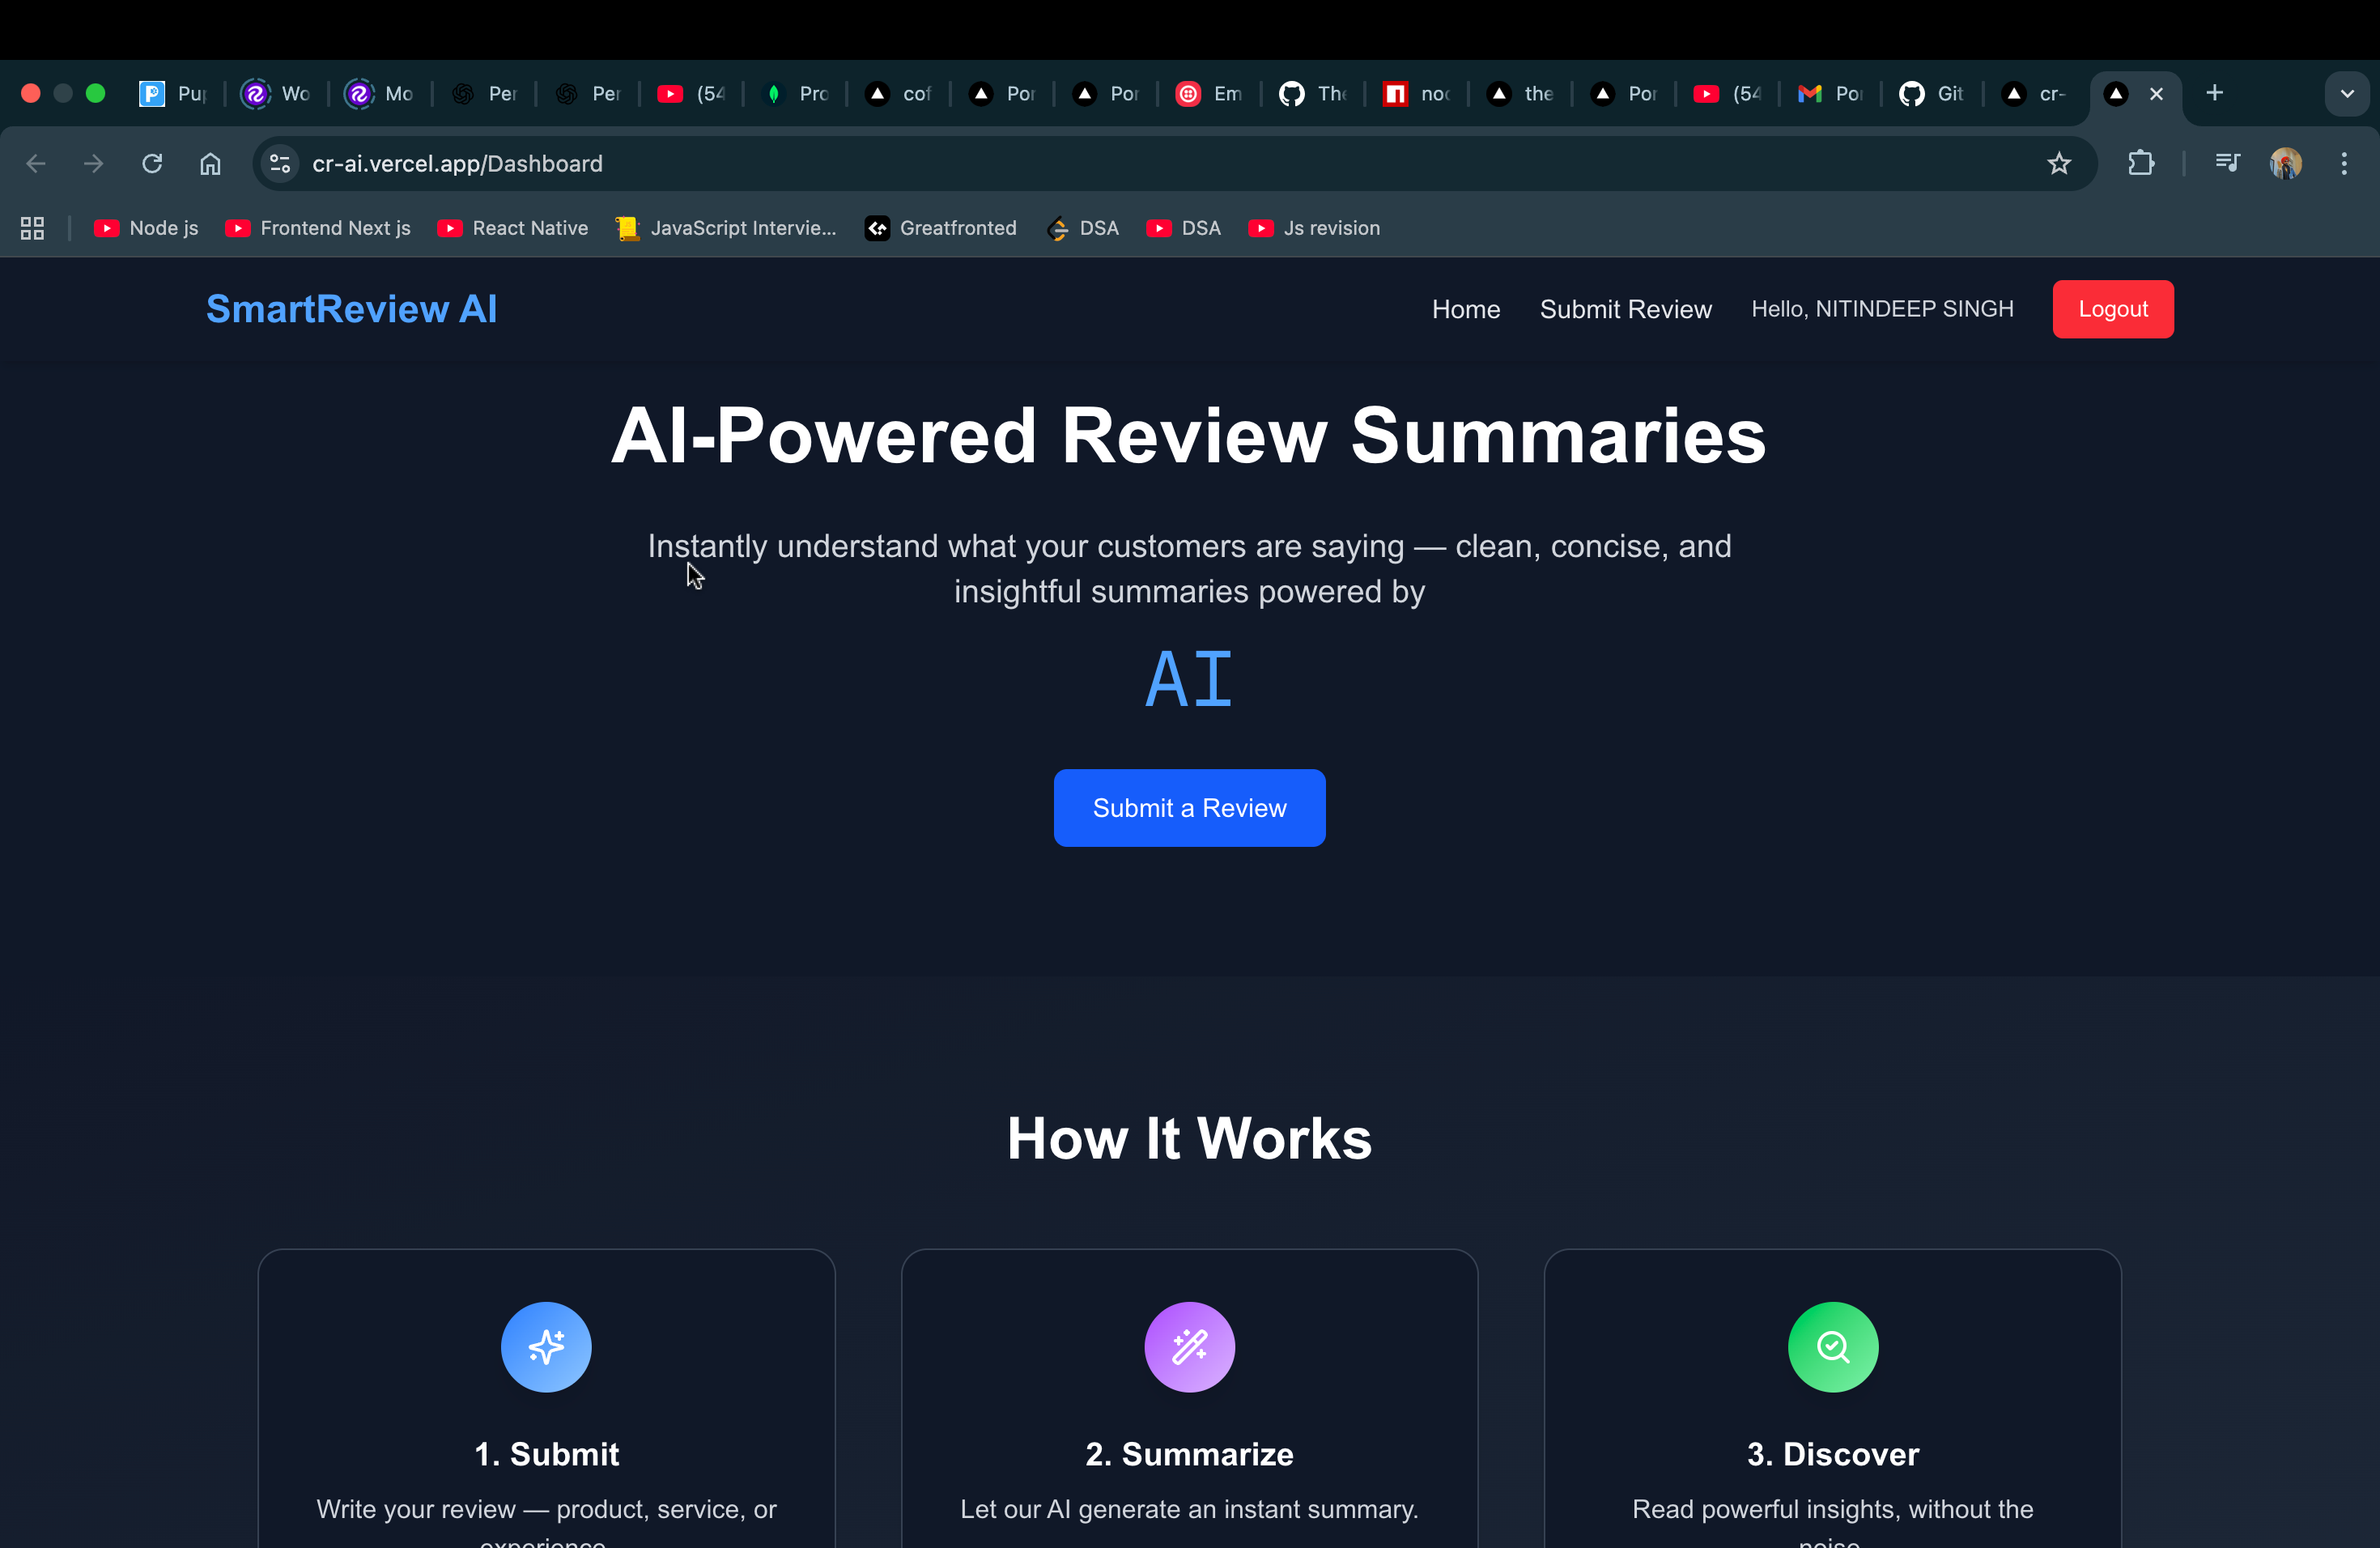 Pu
Wo
Mo
Per
Per
(54
Pro
cof
Por
Por
Em
The
noc
the
Por
(54
Por
Git
cr-
cr-ai.vercel.app/Dashboard
Node js
Frontend Next js
React Native
JavaScript Intervie...
Greatfronted
DSA
DSA
Js revision
SmartReview AI
Home
Submit Review
Hello, NITINDEEP SINGH
Logout
AI-Powered Review Summaries
Instantly understand what your customers are saying — clean, concise, and
insightful summaries powered by
AI
Submit a Review
How It Works
1. Submit
Write your review — product, service, or
experience
2. Summarize
Let our AI generate an instant summary.
3. Discover
Read powerful insights, without the
noise